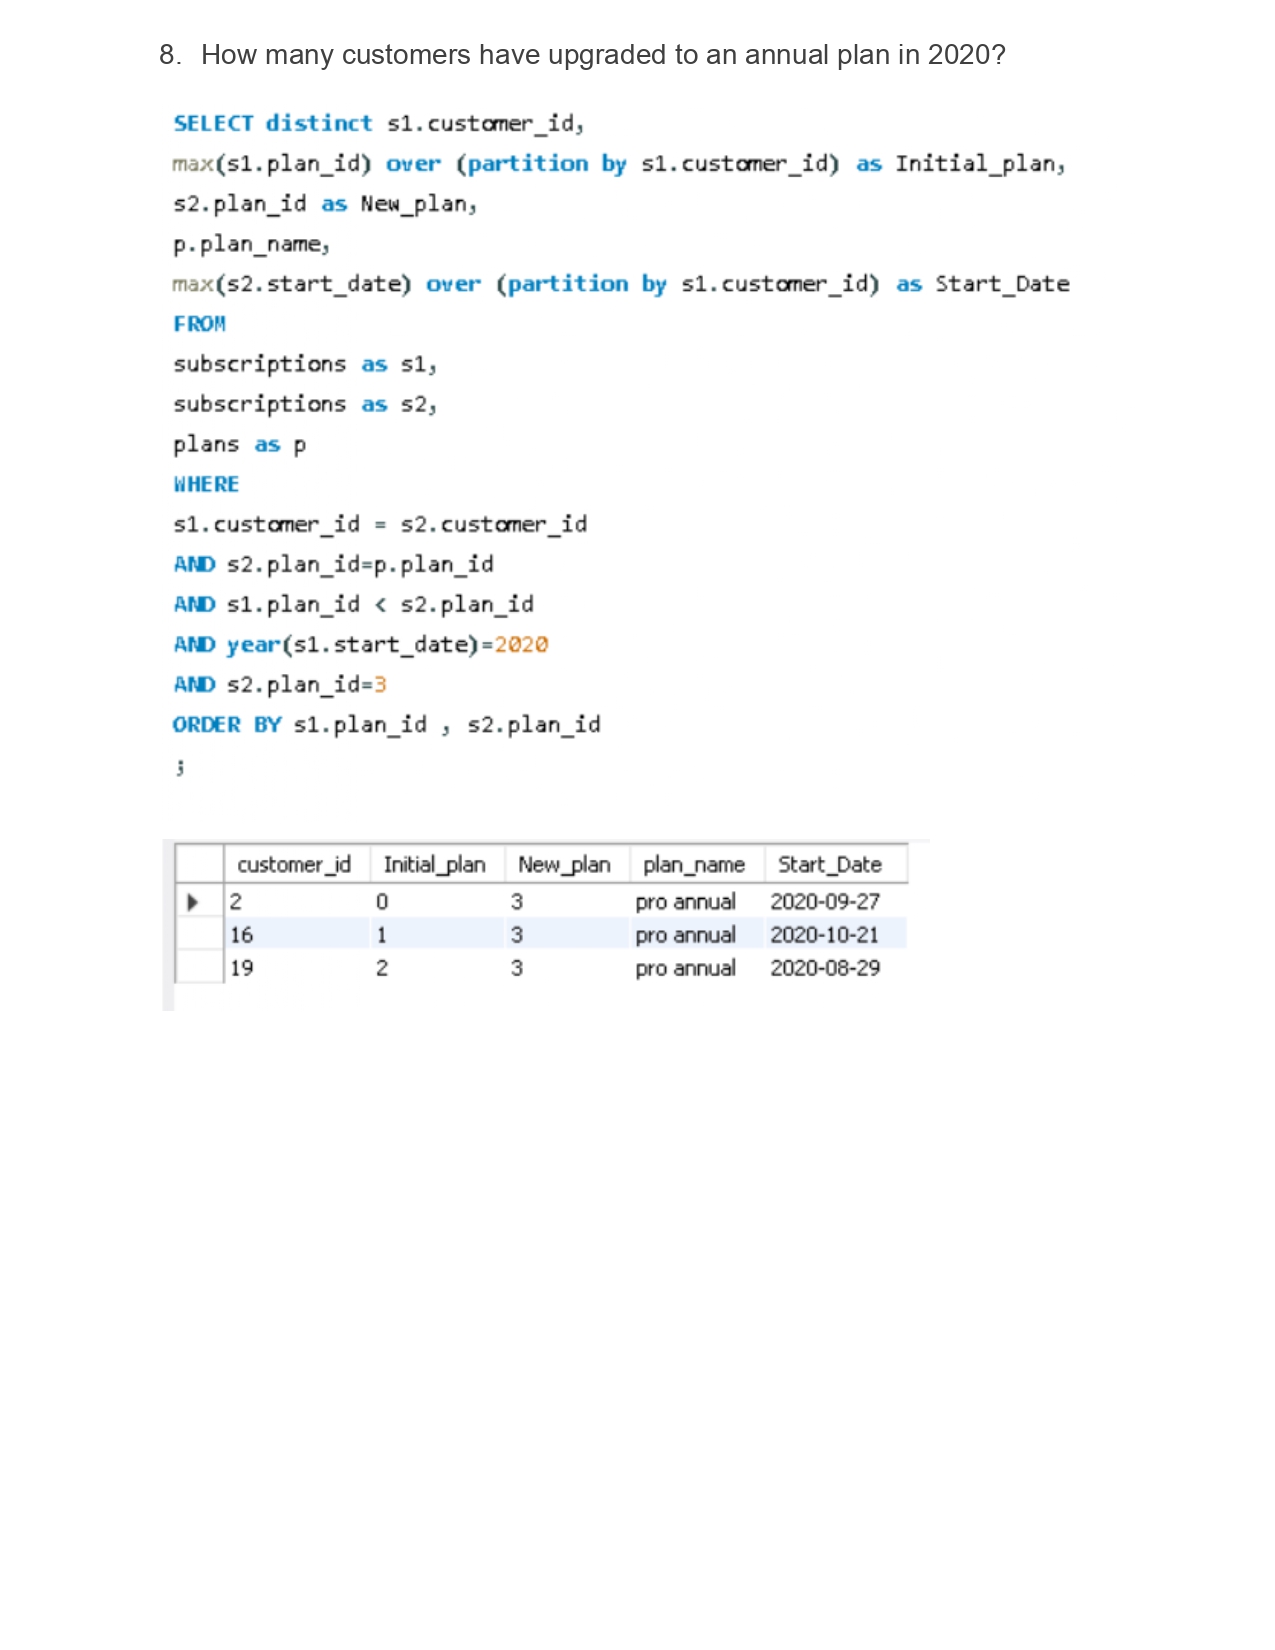 8. How many customers have upgraded to an annual plan in 2020?
SELECT distinct s1.customer_id,
max(s1.plan_id) over (partition by s1.customer_id) as Initial_plan,
s2.plan_id as New_plan,
p.plan_name,
max(s2.start_date) over (partition by s1.customer_id) as Start_Date
FROM
subscriptions as s1,
subscriptions as s2,
plans as p
WHERE
s1.customer_id = s2.customer_id
AND s2.plan_id=p.plan_id
AND s1.plan_id < s2.plan_id
AND year(s1.start_date)=2020
AND s2.plan_id=3
ORDER BY s1.plan_id , s2.plan_id
;
customer_id Initial_plan New_plan plan_name Start_Date
2 0 3 pro annual 2020-09-27
16 1 3 pro annual 2020-10-21
19 2 3 pro annual 2020-08-29